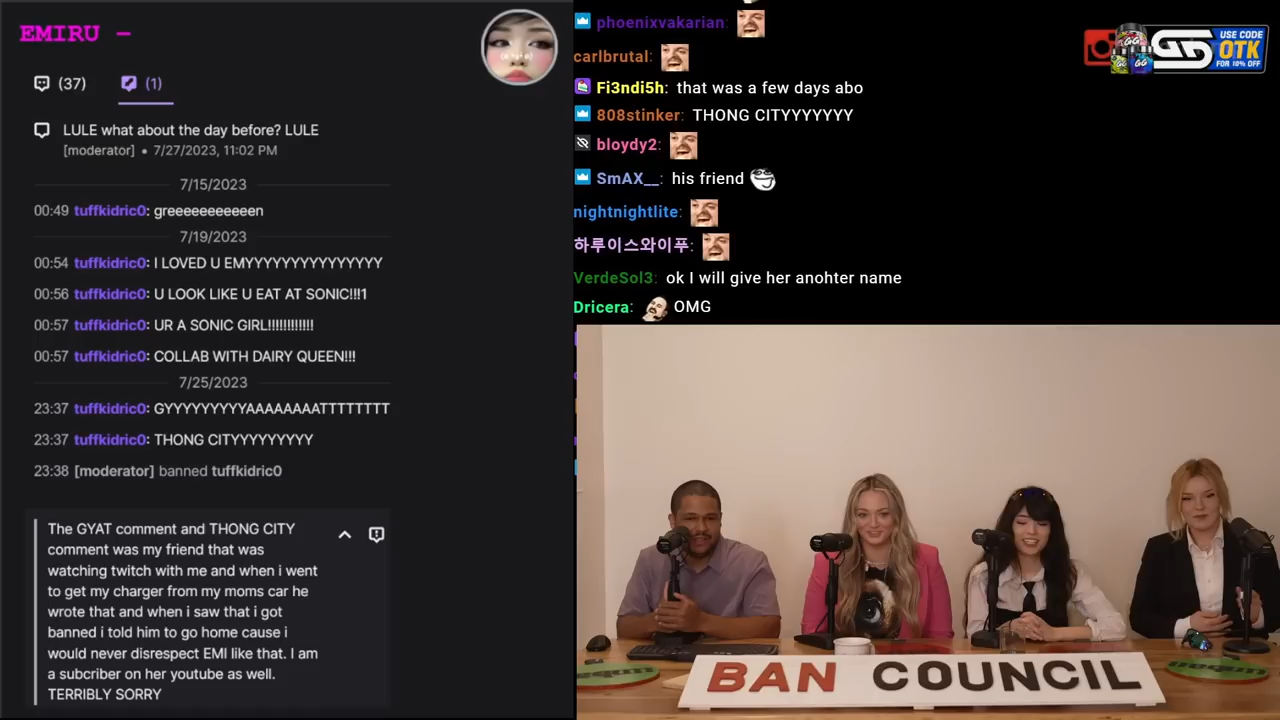 EMIRU –
(37)
(1)
LULE what about the day before? LULE
[moderator] • 7/27/2023, 11:02 PM
7/15/2023
00:49 tuffkidric0: greeeeeeeeeeen
7/19/2023
00:54 tuffkidric0: I LOVED U EMYYYYYYYYYYYYYYY
00:56 tuffkidric0: U LOOK LIKE U EAT AT SONIC!!!1
00:57 tuffkidric0: UR A SONIC GIRL!!!!!!!!!!!!
00:57 tuffkidric0: COLLAB WITH DAIRY QUEEN!!!
7/25/2023
23:37 tuffkidric0: GYYYYYYYYYAAAAAAAATTTTTTTT
23:37 tuffkidric0: THONG CITYYYYYYYYY
23:38 [moderator] banned tuffkidric0
The GYAT comment and THONG CITY
comment was my friend that was
watching twitch with me and when i went
to get my charger from my moms car he
wrote that and when i saw that i got
banned i told him to go home cause i
would never disrespect EMI like that. I am
a subcriber on her youtube as well.
TERRIBLY SORRY
phoenixvakarian:
carlbrutal:
Fi3ndi5h: that was a few days abo
808stinker: THONG CITYYYYYYY
bloydy2:
SmAX__: his friend
nightnightlite:
하루이스와이푸:
VerdeSol3: ok I will give her anohter name
Dricera: OMG
GG
GG
GG
USE CODE
OTK
FOR 10% OFF
BAN COUNCIL